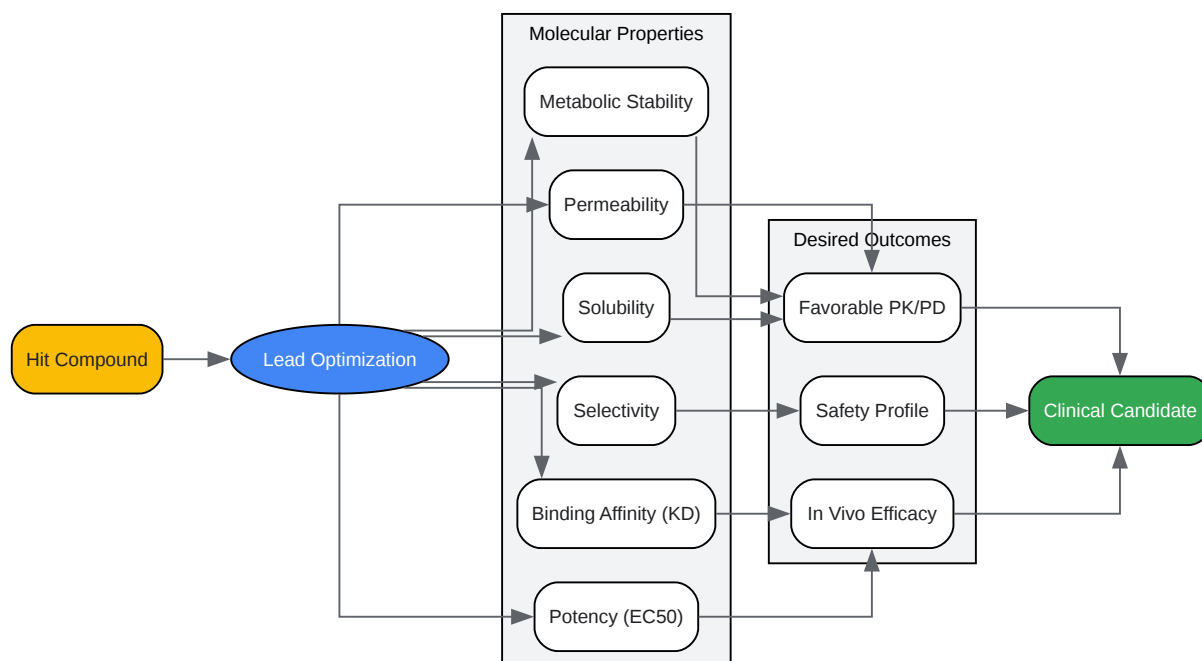 Molecular Properties
Metabolic Stability
Permeability
Desired Outcomes
Solubility
Favorable PK/PD
Hit Compound
Lead Optimization
Selectivity
Safety Profile
Clinical Candidate
Binding Affinity (KD)
In Vivo Efficacy
Potency (EC50)